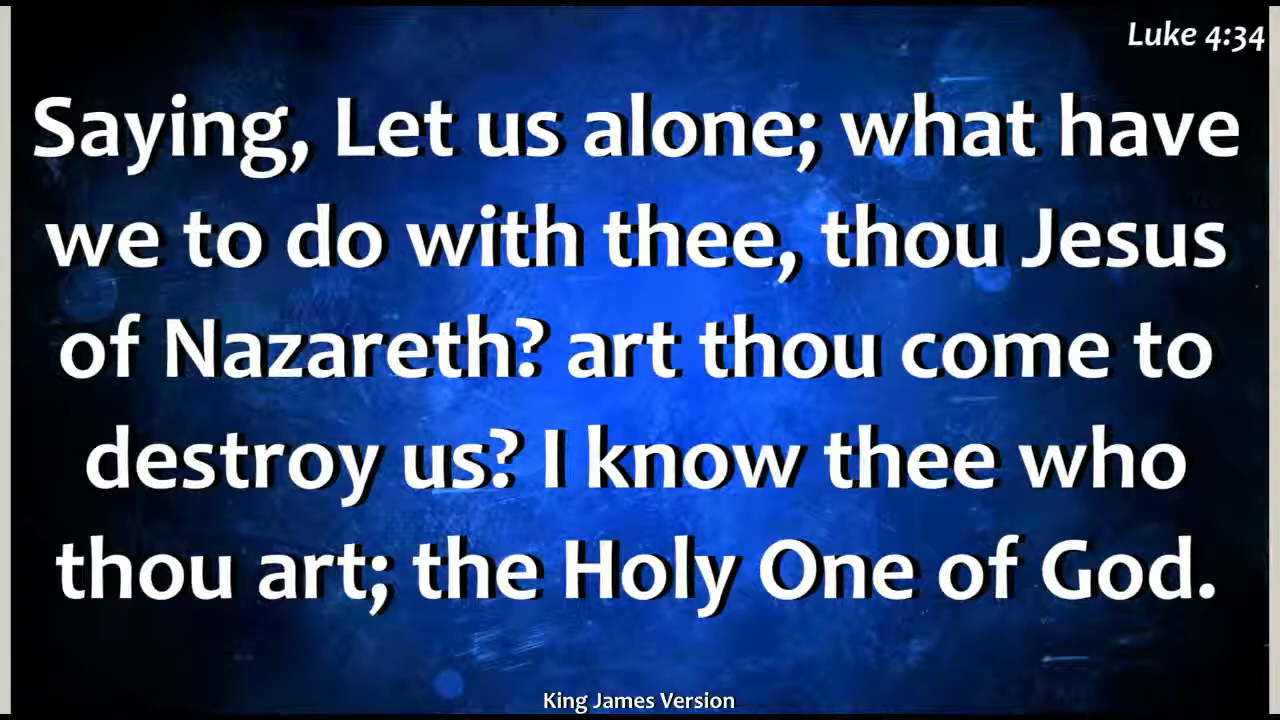 Luke 4:34
Saying, Let us alone; what have
we to do with thee, thou Jesus
of Nazareth? art thou come to
destroy us? I know thee who
thou art; the Holy One of God.
King James Version